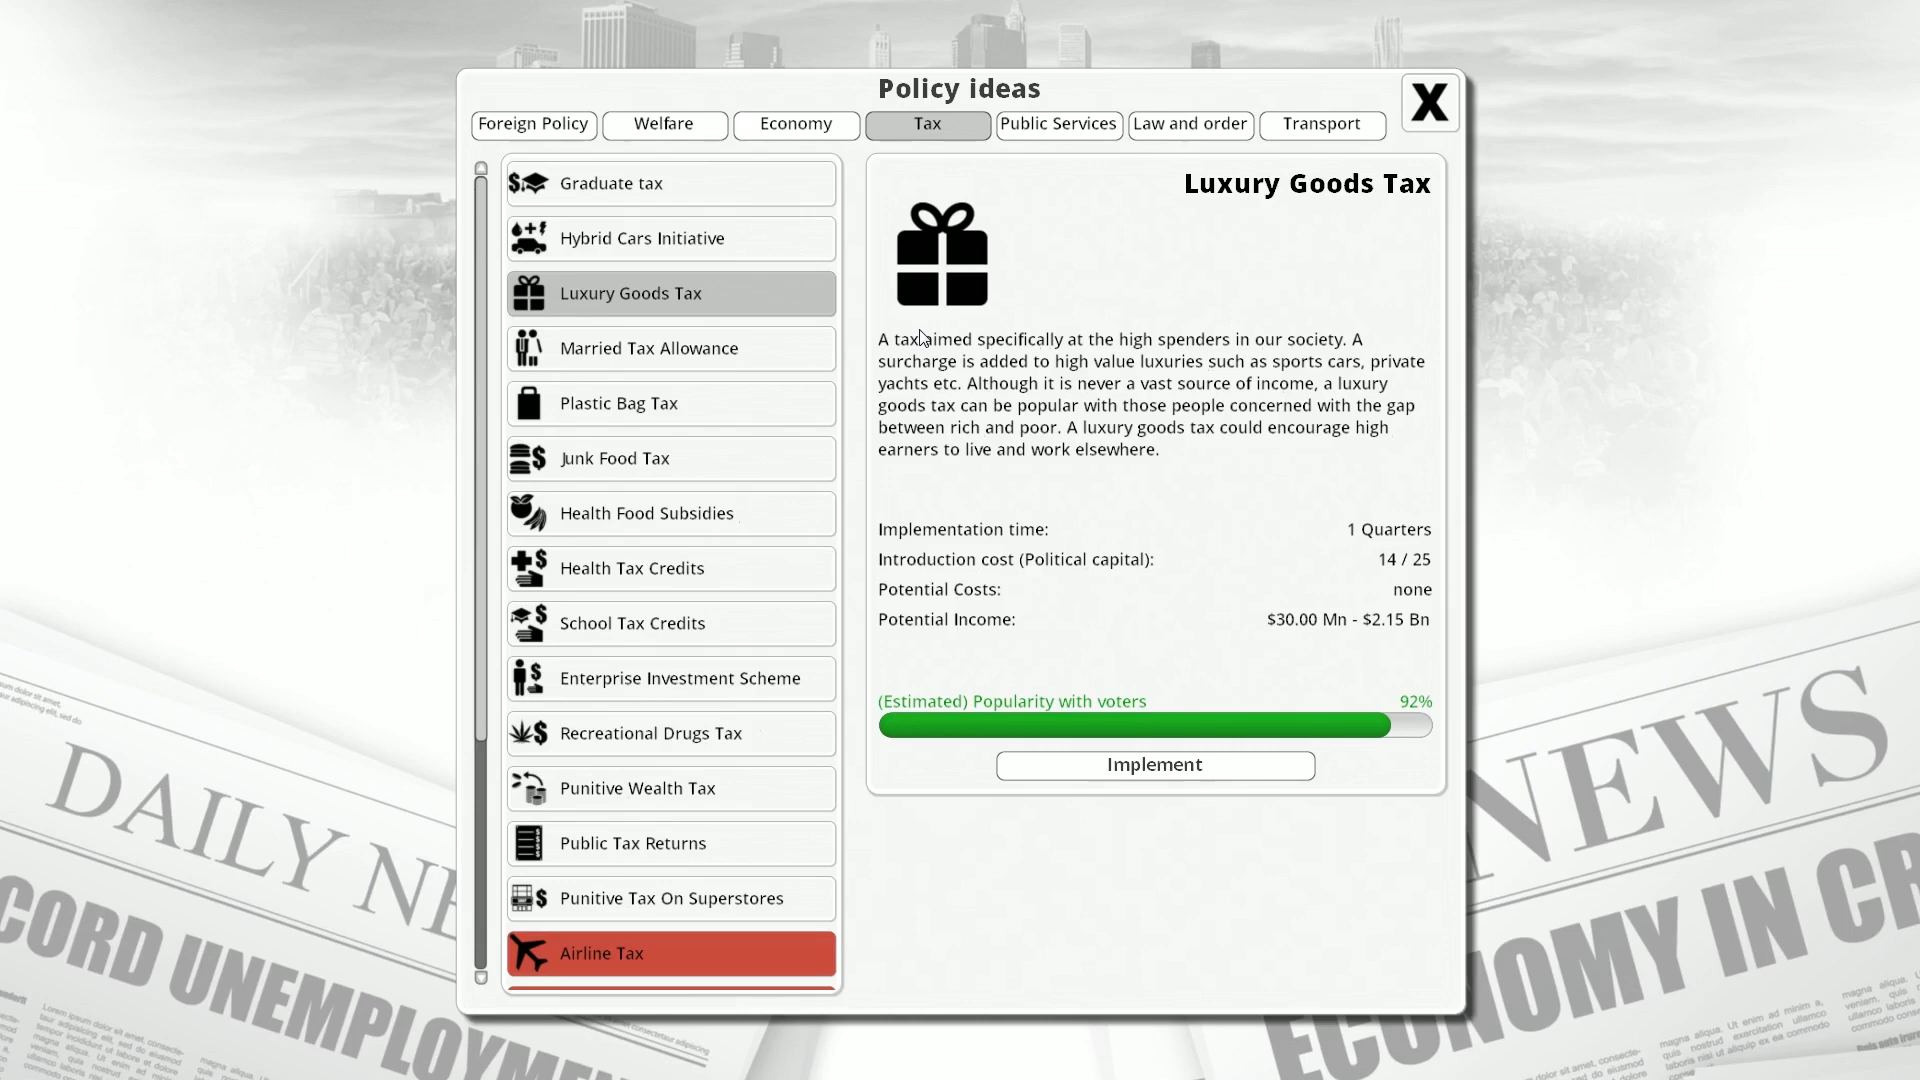 Policy ideas
X
Foreign Policy
Welfare
Economy
Tax
Public Services
Law and order
Transport
Graduate tax
Hybrid Cars Initiative
Luxury Goods Tax
Married Tax Allowance
Plastic Bag Tax
Junk Food Tax
Health Food Subsidies
Health Tax Credits
School Tax Credits
Enterprise Investment Scheme
Recreational Drugs Tax
Punitive Wealth Tax
Public Tax Returns
Punitive Tax On Superstores
Airline Tax
Luxury Goods Tax
A tax aimed specifically at the high spenders in our society. A
surcharge is added to high value luxuries such as sports cars, private
yachts etc. Although it is never a vast source of income, a luxury
goods tax can be popular with those people concerned with the gap
between rich and poor. A luxury goods tax could encourage high
earners to live and work elsewhere.
Implementation time: 1 Quarters
Introduction cost (Political capital): 14 / 25
Potential Costs: none
Potential Income: $30.00 Mn - $2.15 Bn
(Estimated) Popularity with voters 92%
Implement
DAILY NE
CORD UNEMPLOYME
NEWS
ECONOMY IN CR